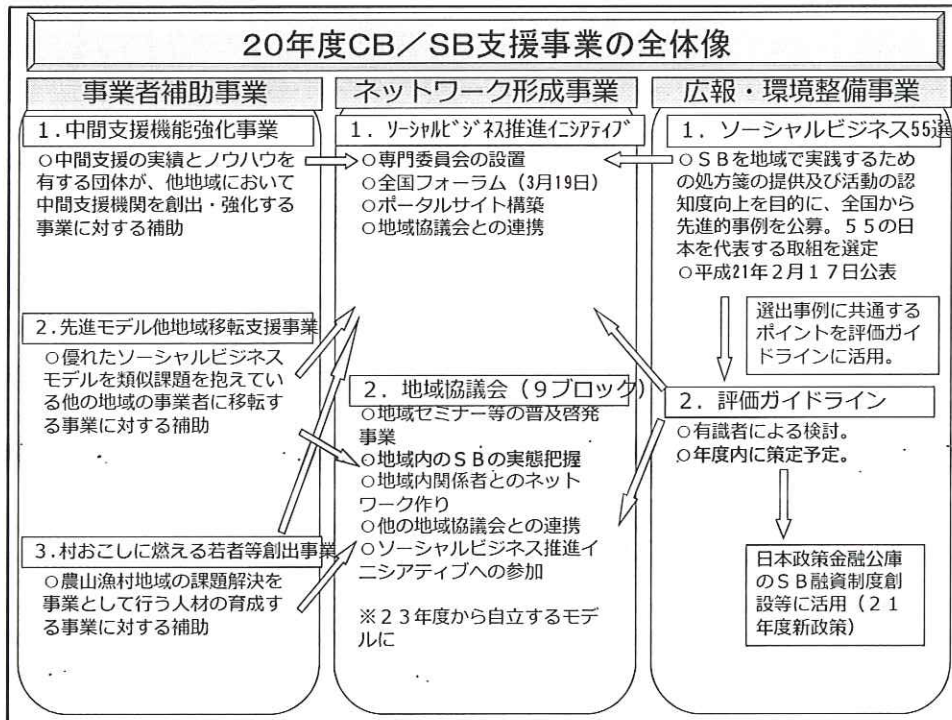 20年度CB／SB支援事業の全体像
事業者補助事業
1.中間支援機能強化事業
○中間支援の実績とノウハウを
有する団体が、他地域において
中間支援機関を創出・強化する
事業に対する補助
2.先進モデル他地域移転支援事業
○優れたソーシャルビジネス
モデルを類似課題を抱えてい
る他の地域の事業者に移転す
る事業に対する補助
3.村おこしに燃える若者等創出事業
○農山漁村地域の課題解決を
事業として行う人材の育成す
る事業に対する補助
ネットワーク形成事業
1. ｿｰｼｬﾙﾋﾞｼﾞﾈｽ推進ｲﾆｼｱﾃｨﾌﾞ
○専門委員会の設置
○全国フォーラム（3月19日）
○ポータルサイト構築
○地域協議会との連携
2. 地域協議会（9ブロック）
○地域セミナー等の普及啓発
事業
○地域内のＳＢの実態把握
○地域内関係者とのネット
ワーク作り
○他の地域協議会との連携
○ソーシャルビジネス推進イ
ニシアティブへの参加
※２３年度から自立するモデ
ルに
広報・環境整備事業
1. ソーシャルビジネス55選
○ＳＢを地域で実践するため
の処方箋の提供及び活動の認
知度向上を目的に、全国から
先進的事例を公募。５５の日
本を代表する取組を選定
○平成21年２月１７日公表
選出事例に共通する
ポイントを評価ガイ
ドラインに活用。
2. 評価ガイドライン
○有識者による検討。
○年度内に策定予定。
日本政策金融公庫
のＳＢ融資制度創
設等に活用（２１
年度新政策）